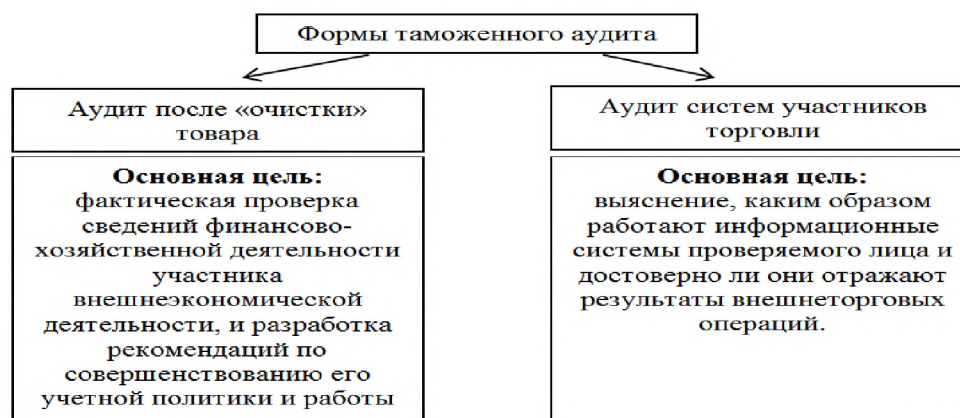 Формы таможенного аудита
Аудит после «очистки»
товара
Основная цель:
фактическая проверка
сведений финансово-
хозяйственной деятельности
участника
внешнеэкономической
деятельности, и разработка
рекомендаций по
совершенствованию его
учетной политики и работы
Аудит систем участников
торговли
Основная цель:
выяснение, каким образом
работают информационные
системы проверяемого лица и
достоверно ли они отражают
результаты внешнеторговых
операций.